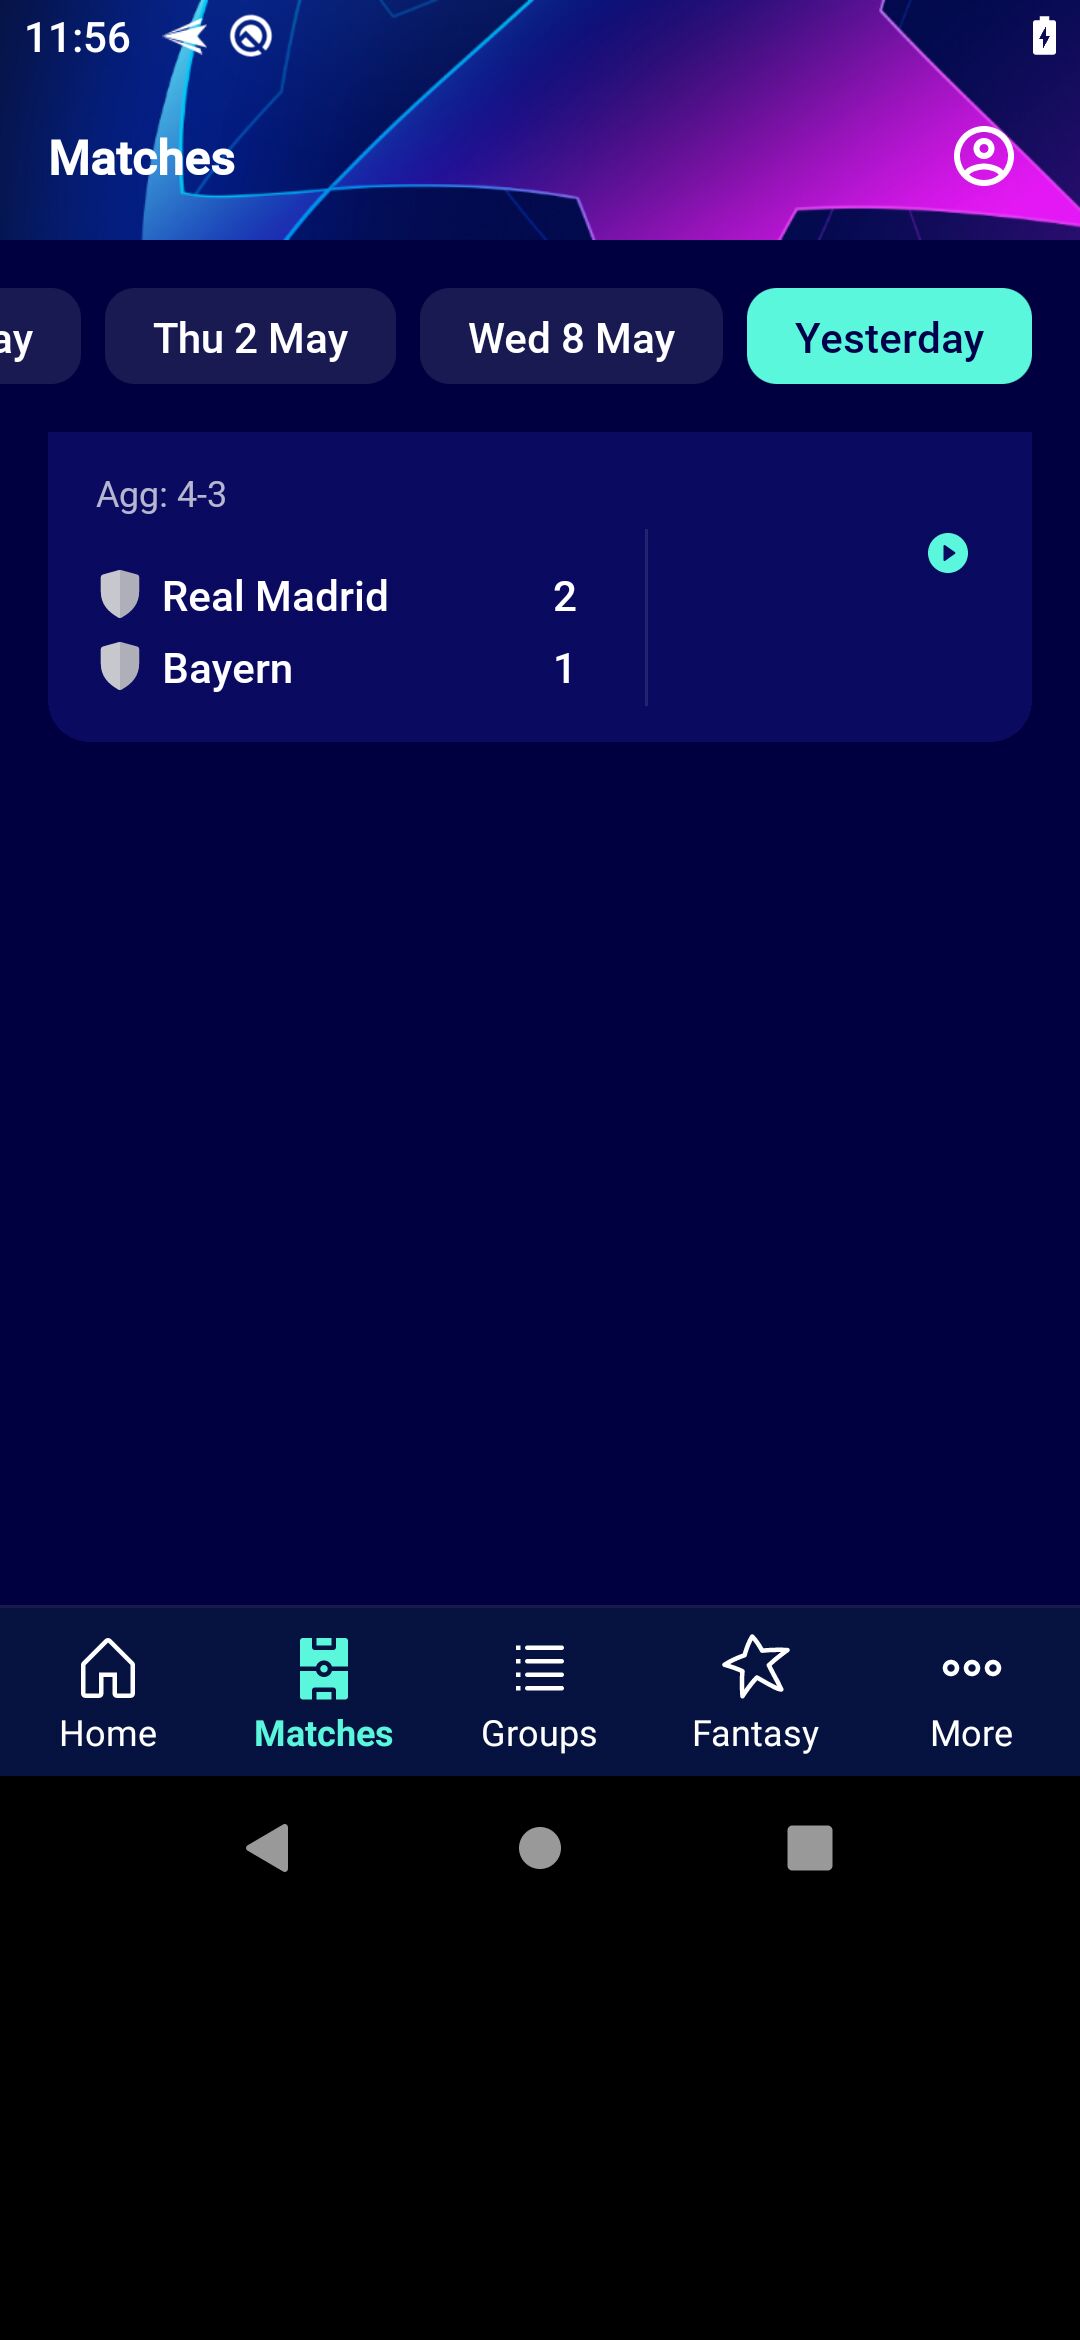 11:56
Matches
ay
Thu 2 May
Wed 8 May
Yesterday
Agg: 4-3
Real Madrid 2
Bayern 1
Home
Matches
Groups
Fantasy
More